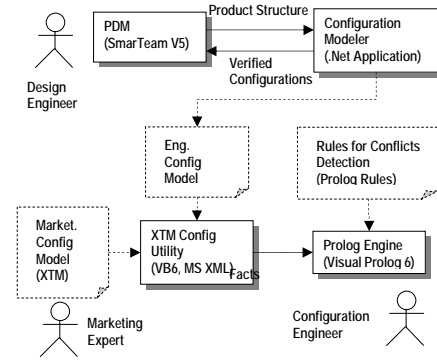 PDM
(SmarTeam V5)
Product Structure
Configuration
Modeler
(.Net Application)
Verified
Configurations
Design
Engineer
Eng.
Config
Model
Rules for Conflicts
Detection
(Prolog Rules)
Market.
Config
Model
(XTM)
XTM Config
Utility
(VB6, MS XML)
Facts
Prolog Engine
(Visual Prolog 6)
Marketing
Expert
Configuration
Engineer